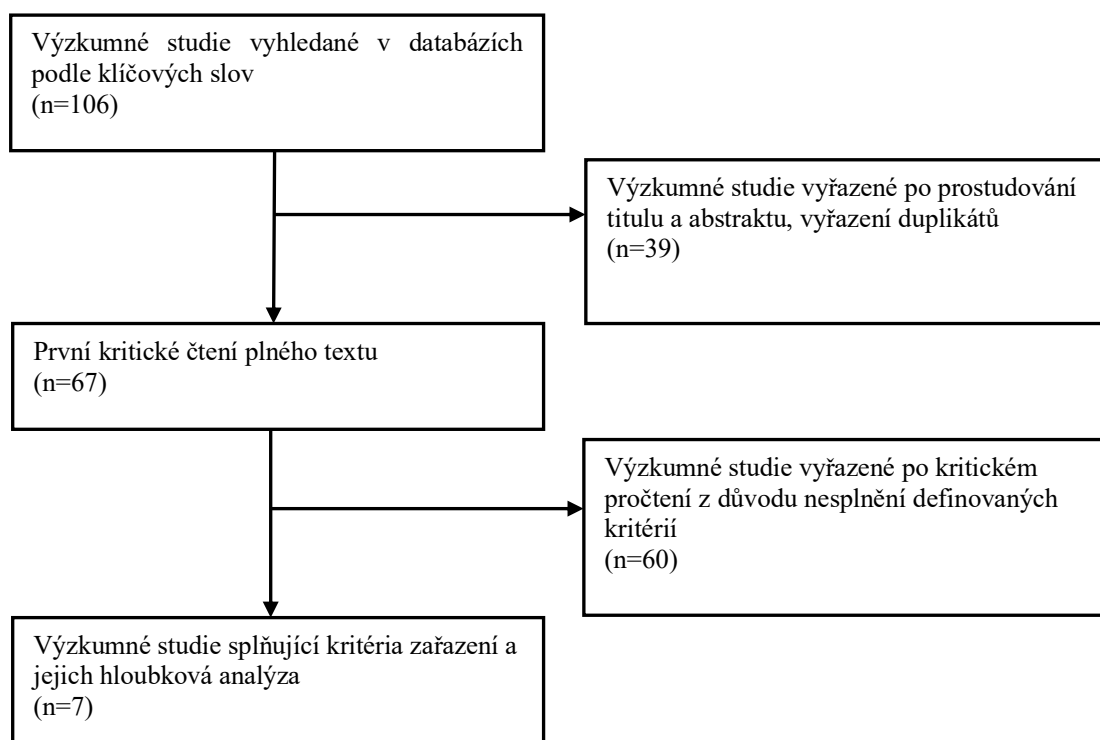 Výzkumné studie vyhledané v databázích
podle klíčových slov
(n=106)
Výzkumné studie vyřazené po prostudování
titulu a abstraktu, vyřazení duplikátů
(n=39)
První kritické čtení plného textu
(n=67)
Výzkumné studie vyřazené po kritickém
pročtení z důvodu nesplnění definovaných
kritérií
(n=60)
Výzkumné studie splňující kritéria zařazení a
jejich hloubková analýza
(n=7)